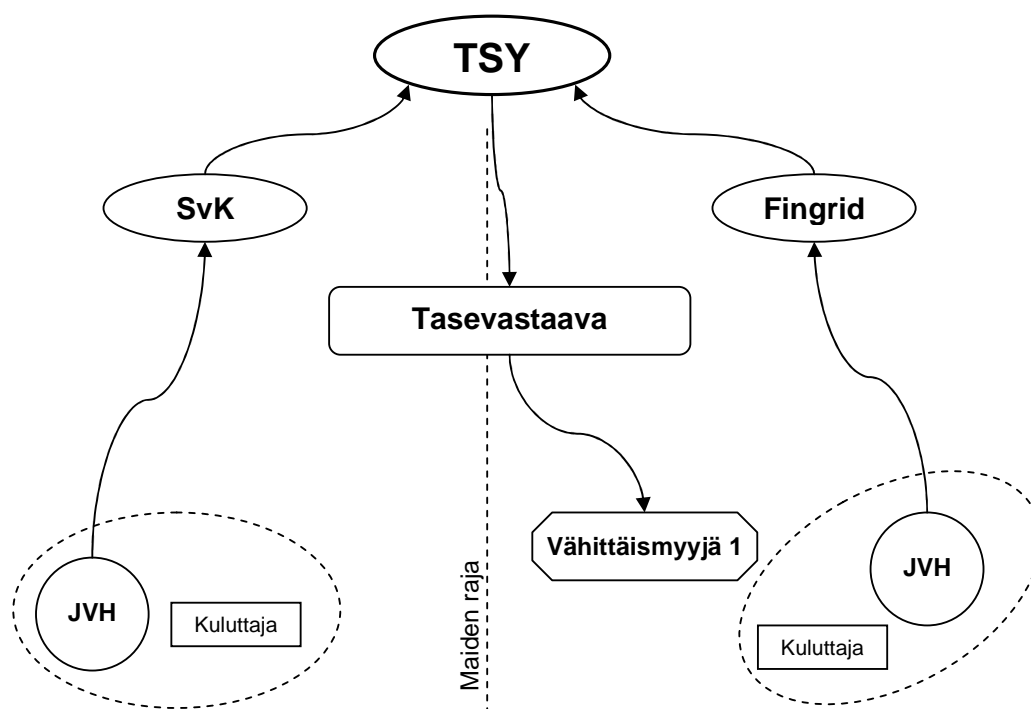 TSY
SvK
Fingrid
Tasevastaava
Vähittäismyyjä 1
JVH
Kuluttaja
Maiden raja
JVH
Kuluttaja